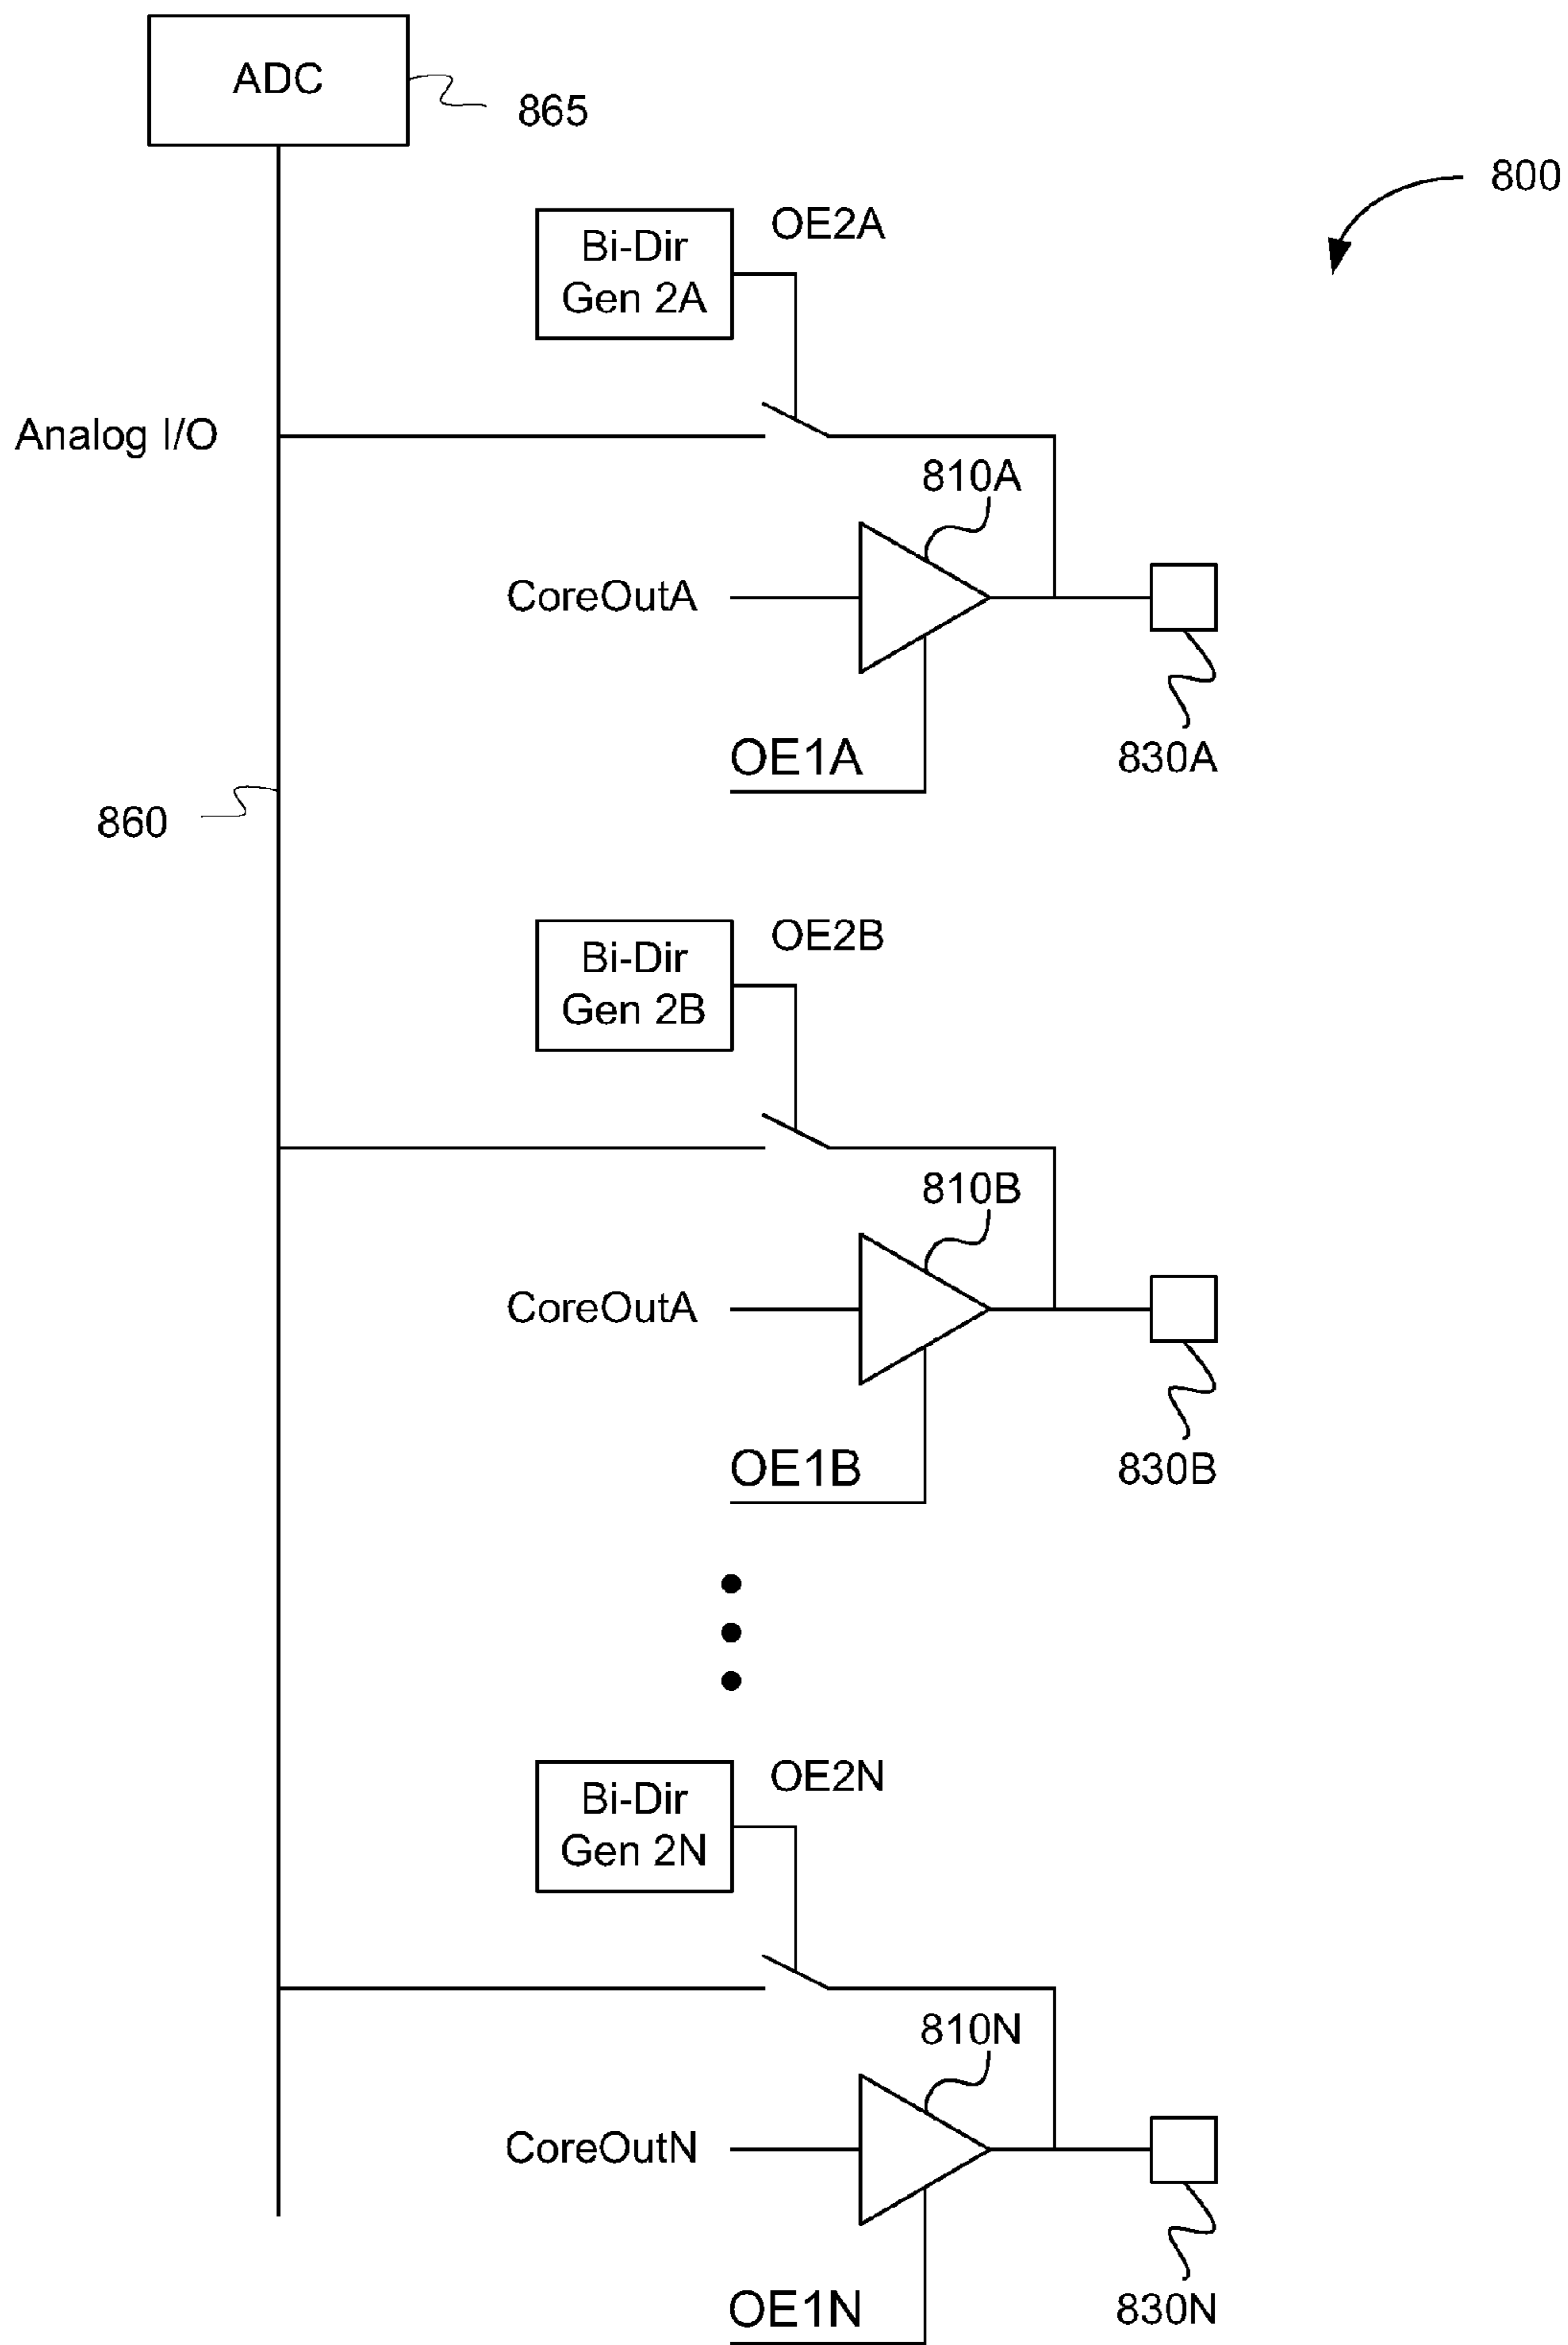 ADC
865
800
Bi-Dir
Gen 2A
OE2A
Analog I/O
810A
CoreOutA
OE1A
830A
860
Bi-Dir
Gen 2B
OE2B
810B
CoreOutA
OE1B
830B
Bi-Dir
Gen 2N
OE2N
810N
CoreOutN
OE1N
830N